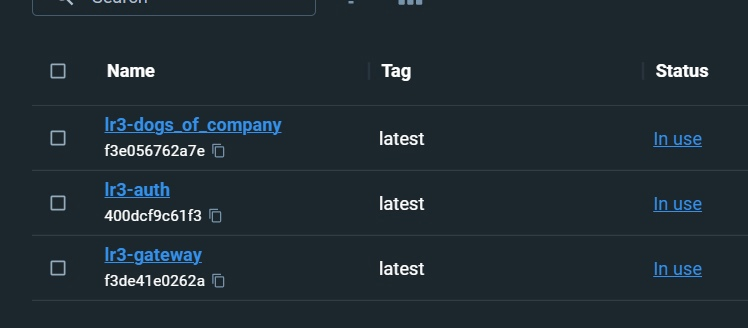 Search
Name Tag Status
lr3-dogs_of_company
f3e056762a7e
latest In use
lr3-auth
400dcf9c61f3
latest In use
lr3-gateway
f3de41e0262a
latest In use